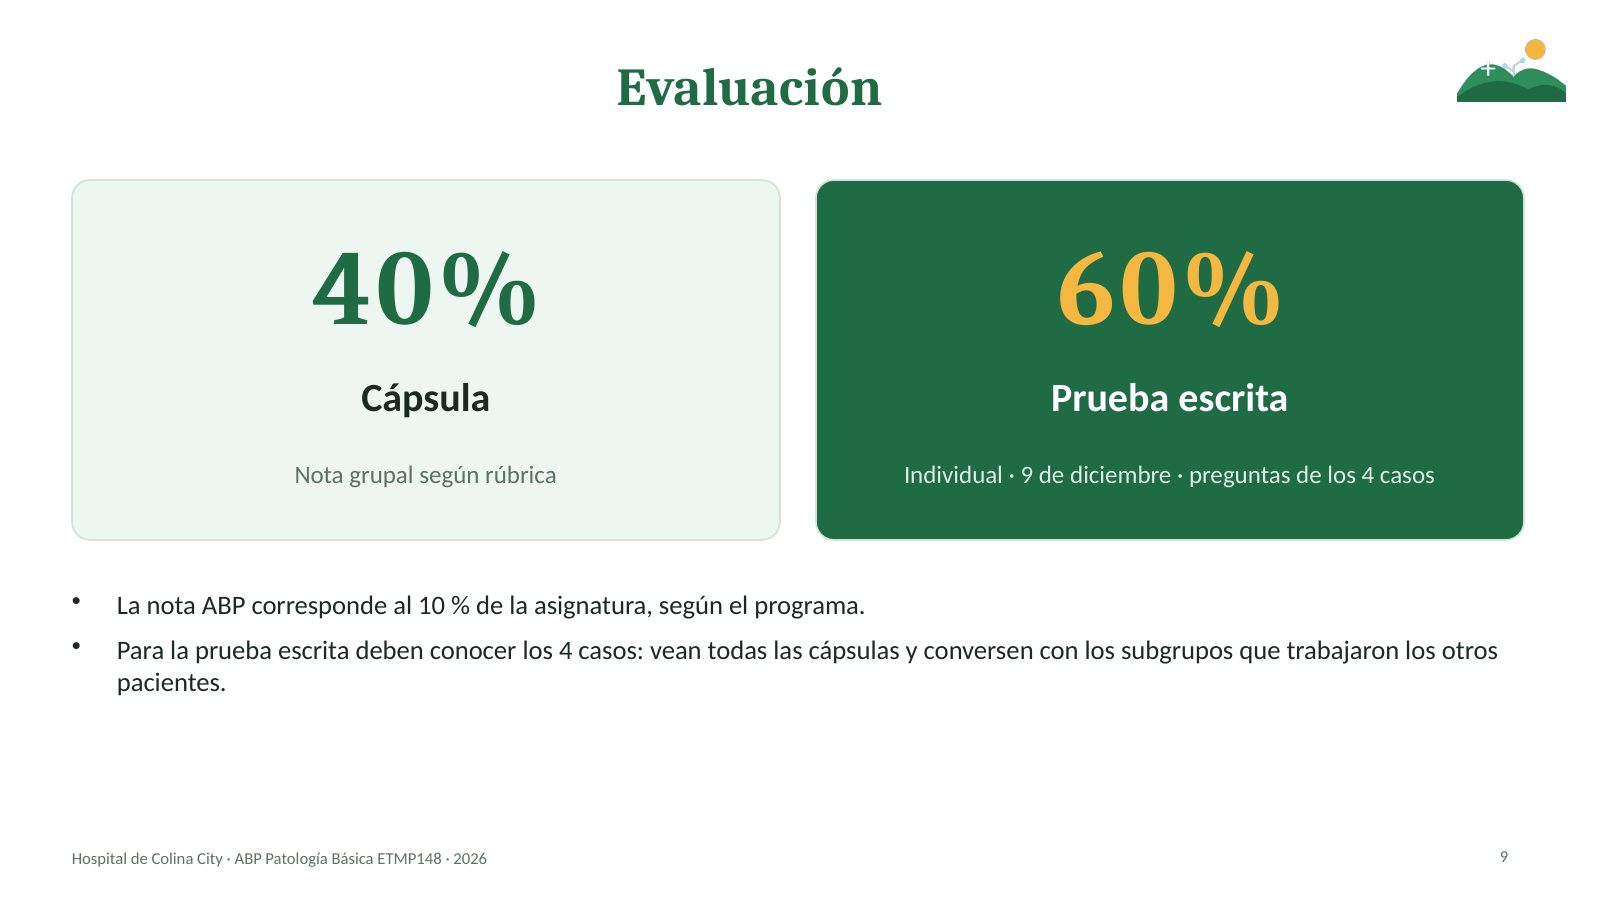 Evaluación
40%
Cápsula
Nota grupal según rúbrica
60%
Prueba escrita
Individual · 9 de diciembre · preguntas de los 4 casos
• La nota ABP corresponde al 10 % de la asignatura, según el programa.
• Para la prueba escrita deben conocer los 4 casos: vean todas las cápsulas y conversen con los subgrupos que trabajaron los otros
pacientes.
Hospital de Colina City · ABP Patología Básica ETMP148 · 2026
9